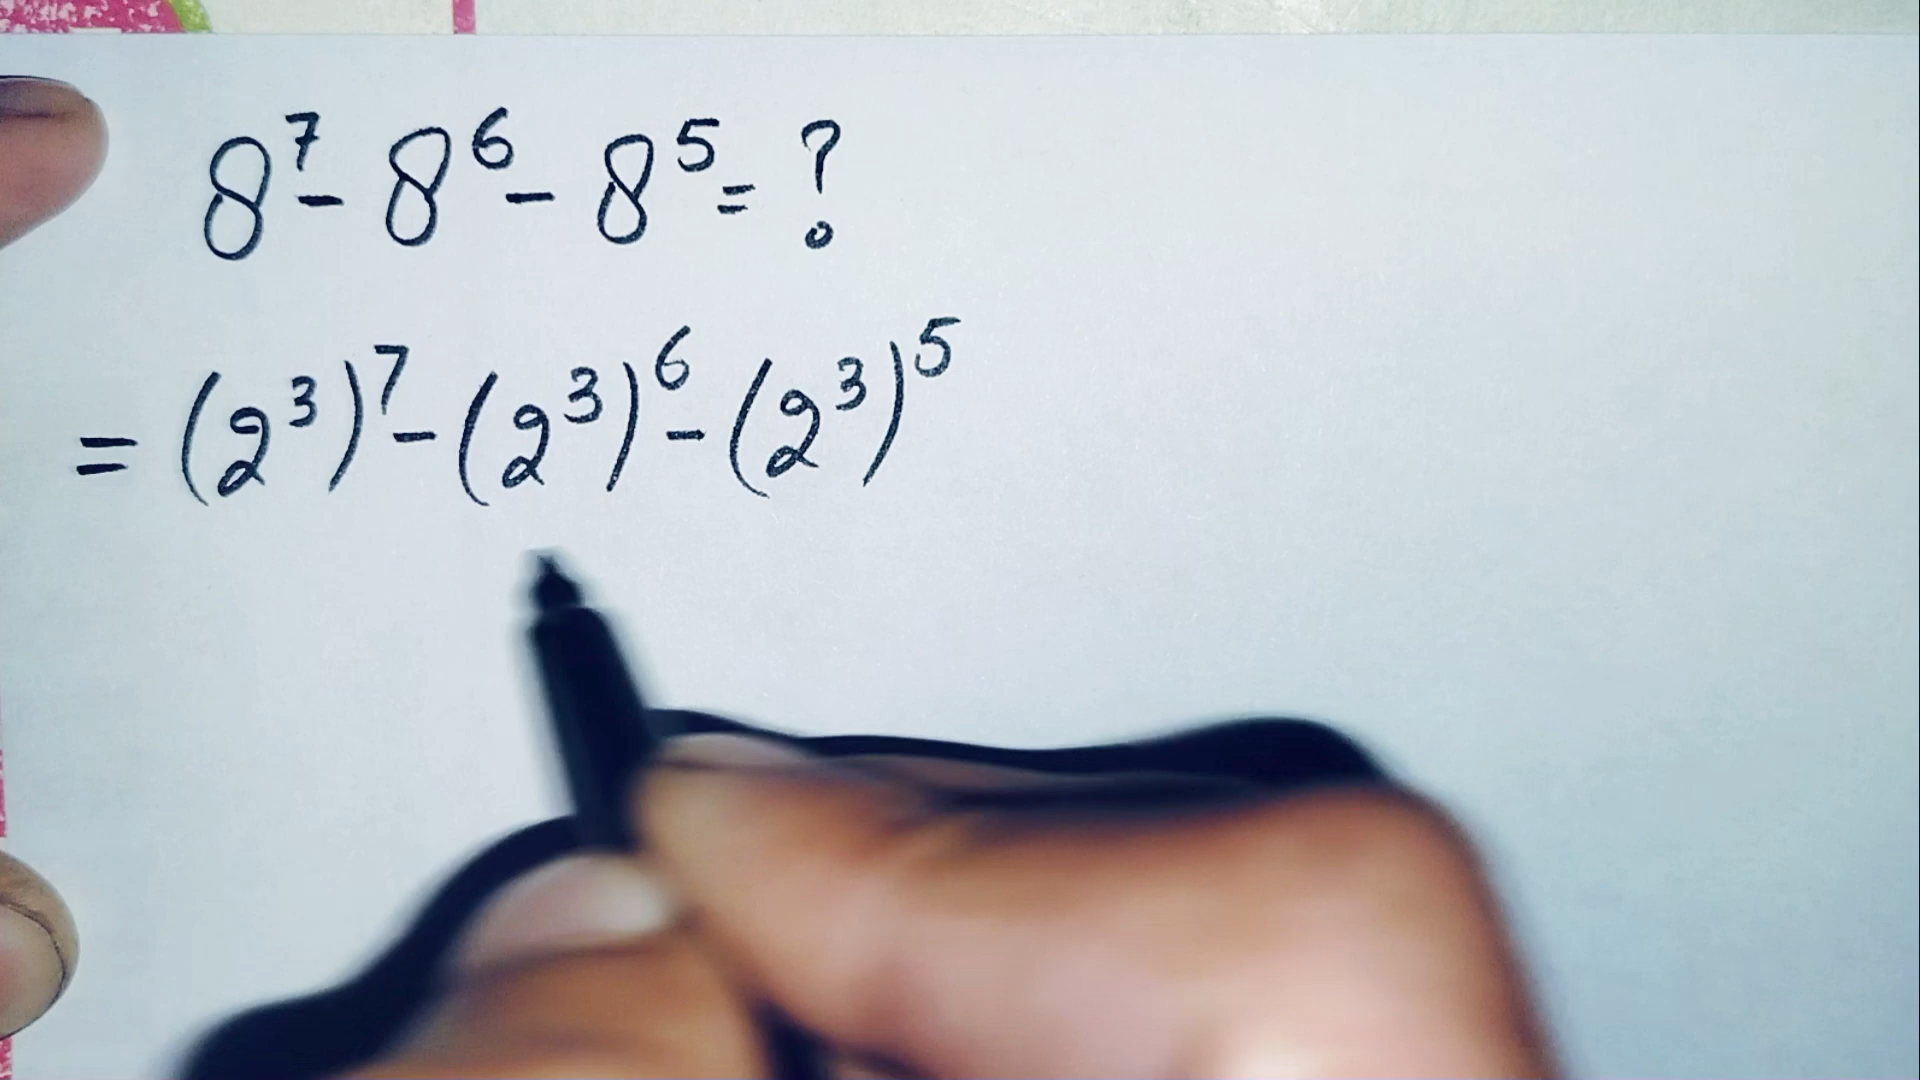 8⁷ - 8⁶ - 8⁵ = ?
= (2³)⁷ - (2³)⁶ - (2³)⁵